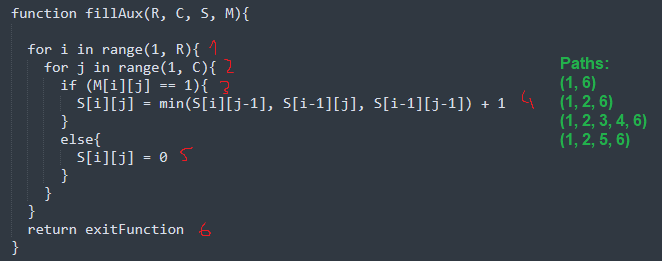 function fillAux(R, C, S, M){
for i in range(1, R){ 1
for j in range(1, C){ 2
if (M[i][j] == 1){ 3
S[i][j] = min(S[i][j-1], S[i-1][j], S[i-1][j-1]) + 1 4
}
else{
S[i][j] = 0 5
}
}
}
return exitFunction 6
}
Paths:
(1, 6)
(1, 2, 6)
(1, 2, 3, 4, 6)
(1, 2, 5, 6)